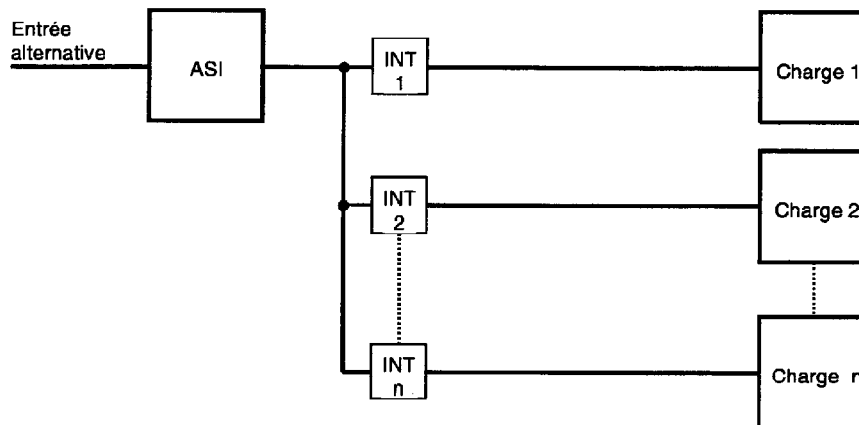 Entrée
alternative
ASI
INT
1
Charge 1
INT
2
Charge 2
INT
n
Charge n